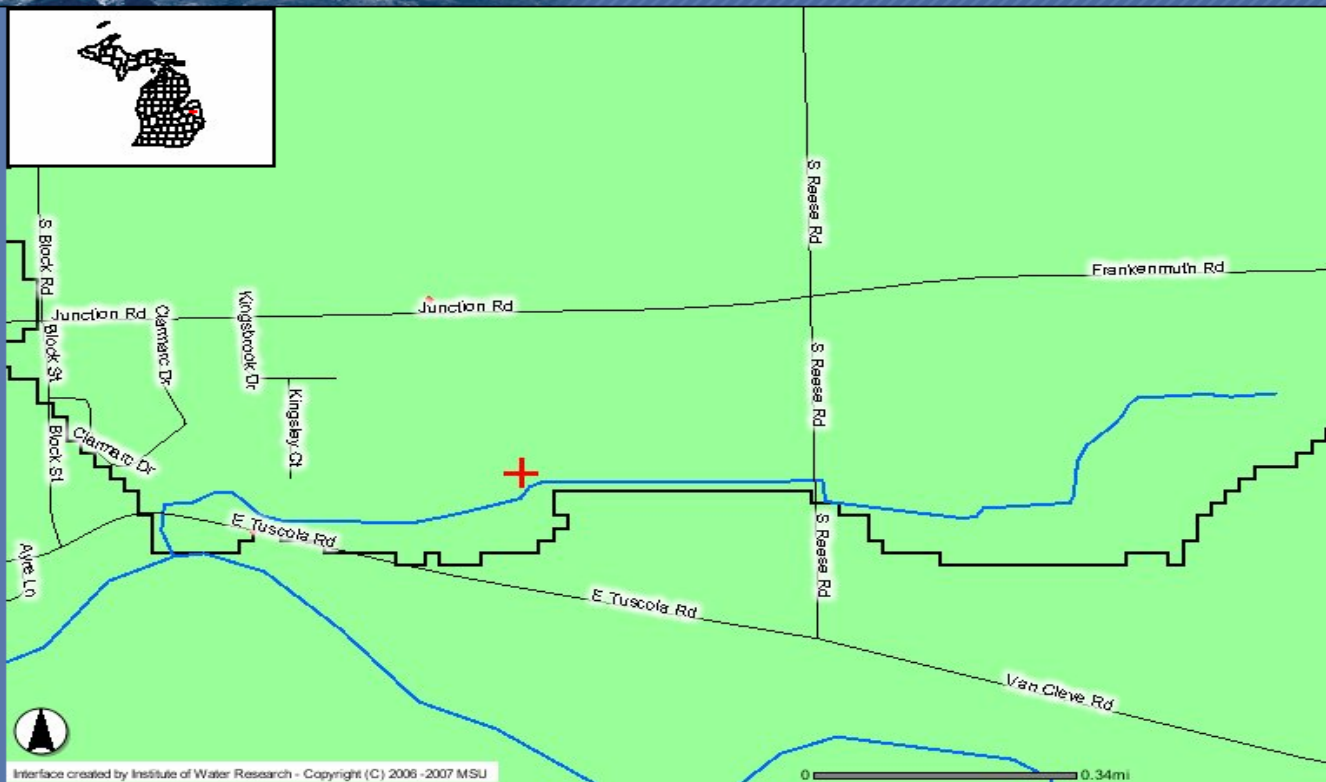 S Reese Rd
S Block Rd
Frankenmuth Rd
Junction Rd
Clarmarc Dr
Kingsbrook Dr
Junction Rd
Block St
S Reese Rd
Kingsley Ct
Block St
Clarmarc Dr
E Tuscola Rd
S Reese Rd
Ayre Ln
E Tuscola Rd
Van Cleve Rd
Interface created by Institute of Water Research - Copyright (C) 2006 -2007 MSU
0 0.34mi